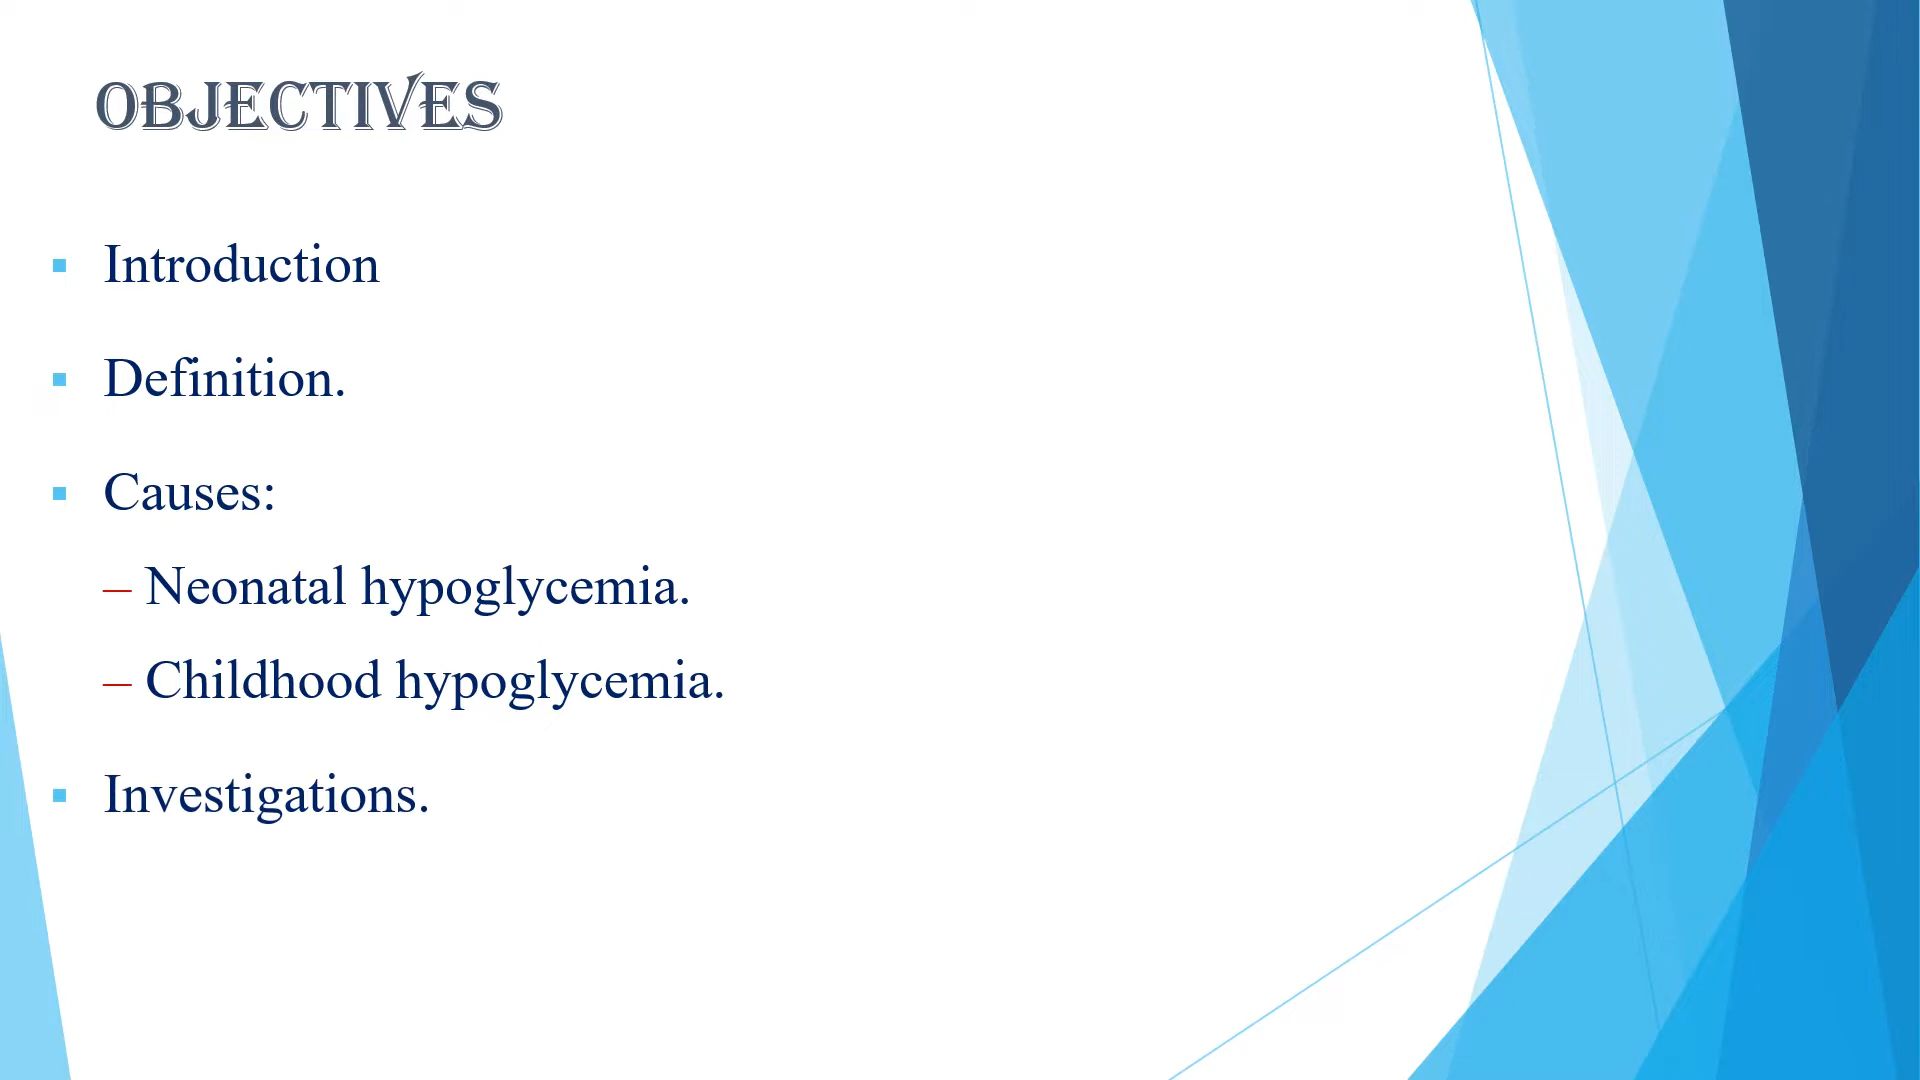 OBJECTIVES
▪ Introduction
▪ Definition.
▪ Causes:
– Neonatal hypoglycemia.
– Childhood hypoglycemia.
▪ Investigations.